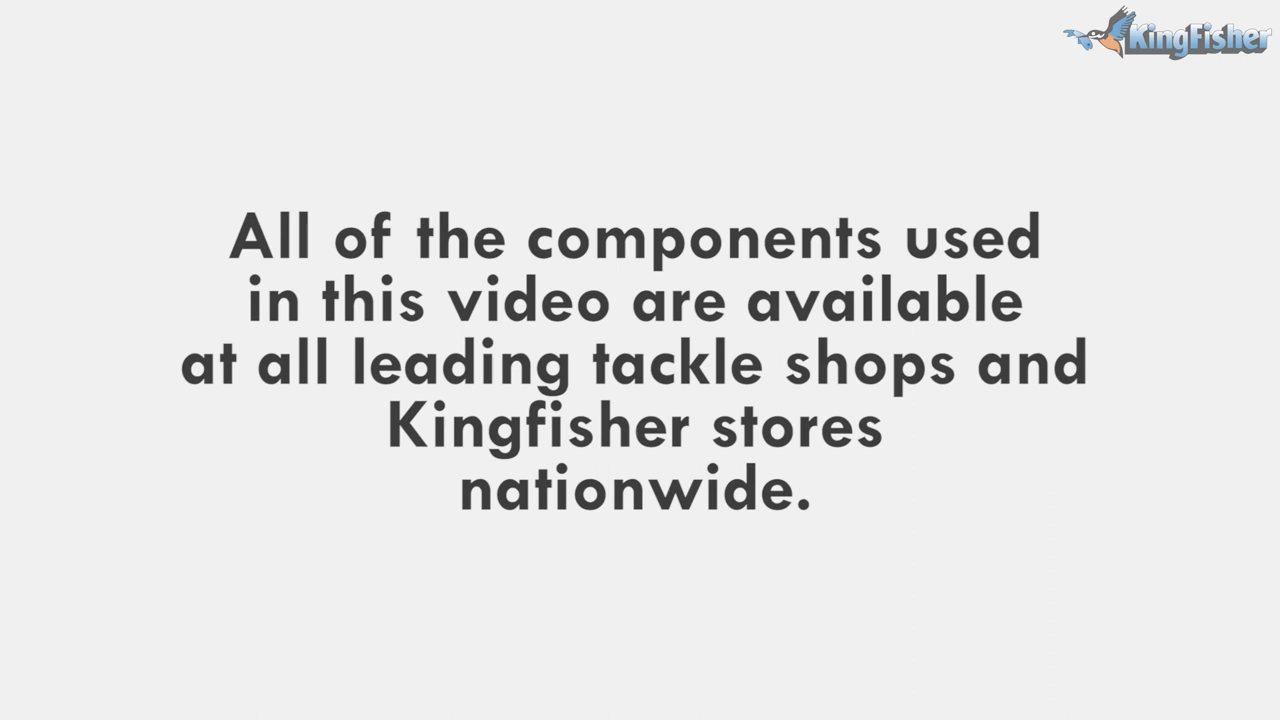 KingFisher
All of the components used
in this video are available
at all leading tackle shops and
Kingfisher stores
nationwide.